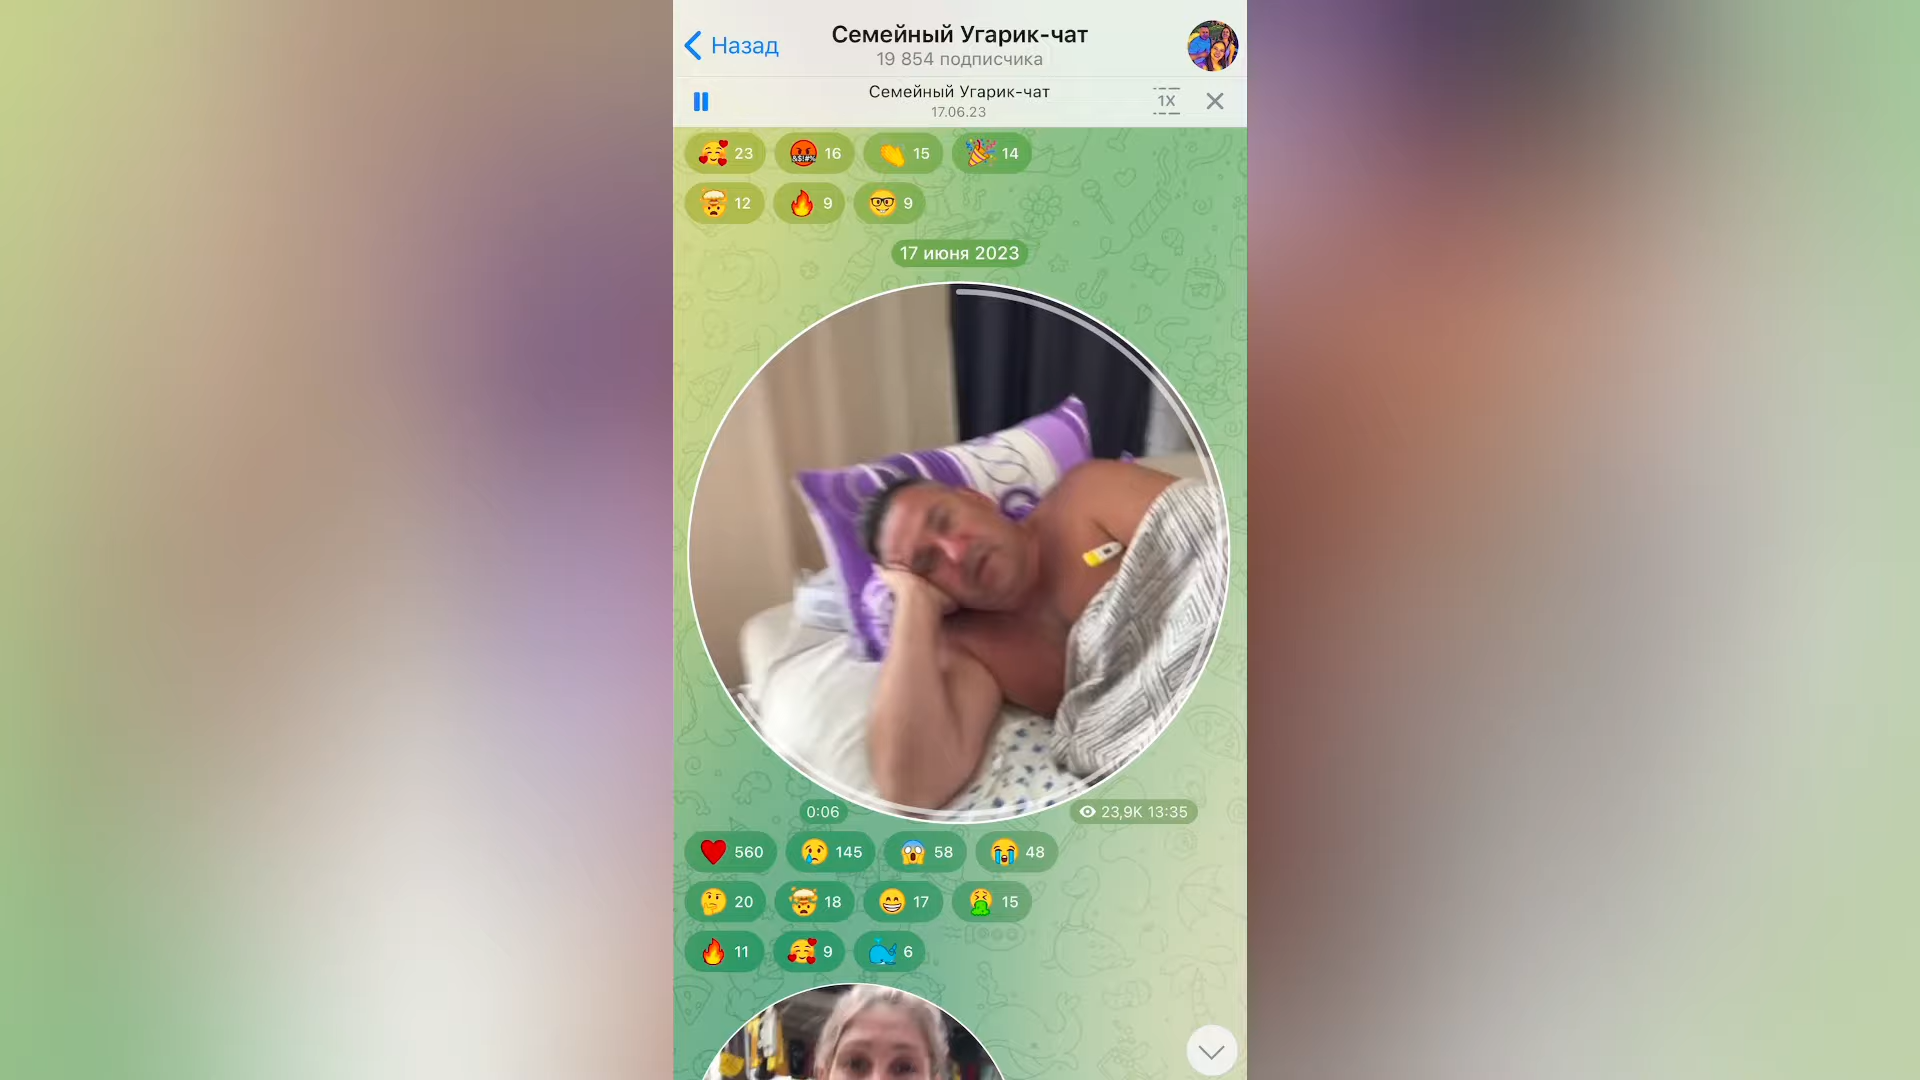 Назад
Семейный Угарик-чат
19 854 подписчика
Семейный Угарик-чат
17.06.23
1X
23 16 15 14
12 9 9
17 июня 2023
0:06
23,9K 13:35
560 145 58 48
20 18 17 15
11 9 6